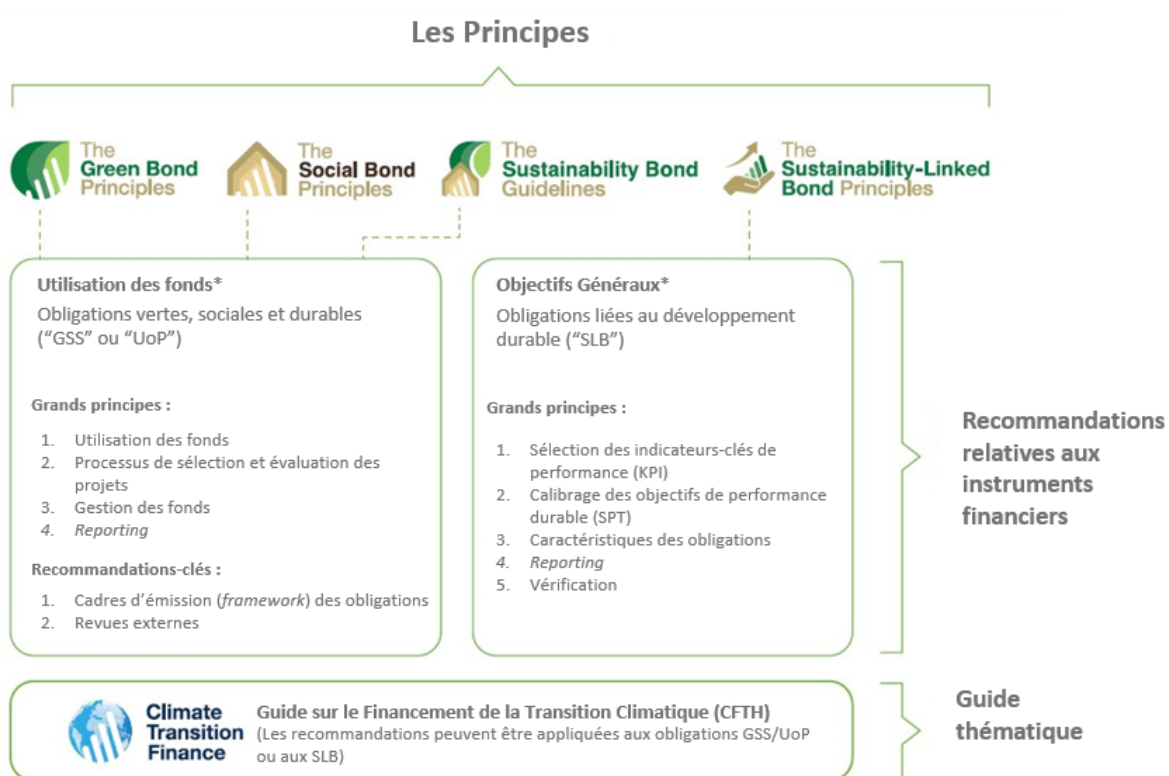 Les Principes
The
Green Bond
Principles
The
Social Bond
Principles
The
Sustainability Bond
Guidelines
The
Sustainability-Linked
Bond Principles
Utilisation des fonds*
Obligations vertes, sociales et durables
(“GSS” ou “UoP”)
Grands principes :
1. Utilisation des fonds
2. Processus de sélection et évaluation des
projets
3. Gestion des fonds
4. Reporting
Recommandations-clés :
1. Cadres d’émission (framework) des obligations
2. Revues externes
Objectifs Généraux*
Obligations liées au développement
durable (“SLB”)
Grands principes :
1. Sélection des indicateurs-clés de
performance (KPI)
2. Calibrage des objectifs de performance
durable (SPT)
3. Caractéristiques des obligations
4. Reporting
5. Vérification
Recommandations
relatives aux
instruments
financiers
Climate
Transition
Finance
Guide sur le Financement de la Transition Climatique (CFTH)
(Les recommandations peuvent être appliquées aux obligations GSS/UoP
ou aux SLB)
Guide
thématique